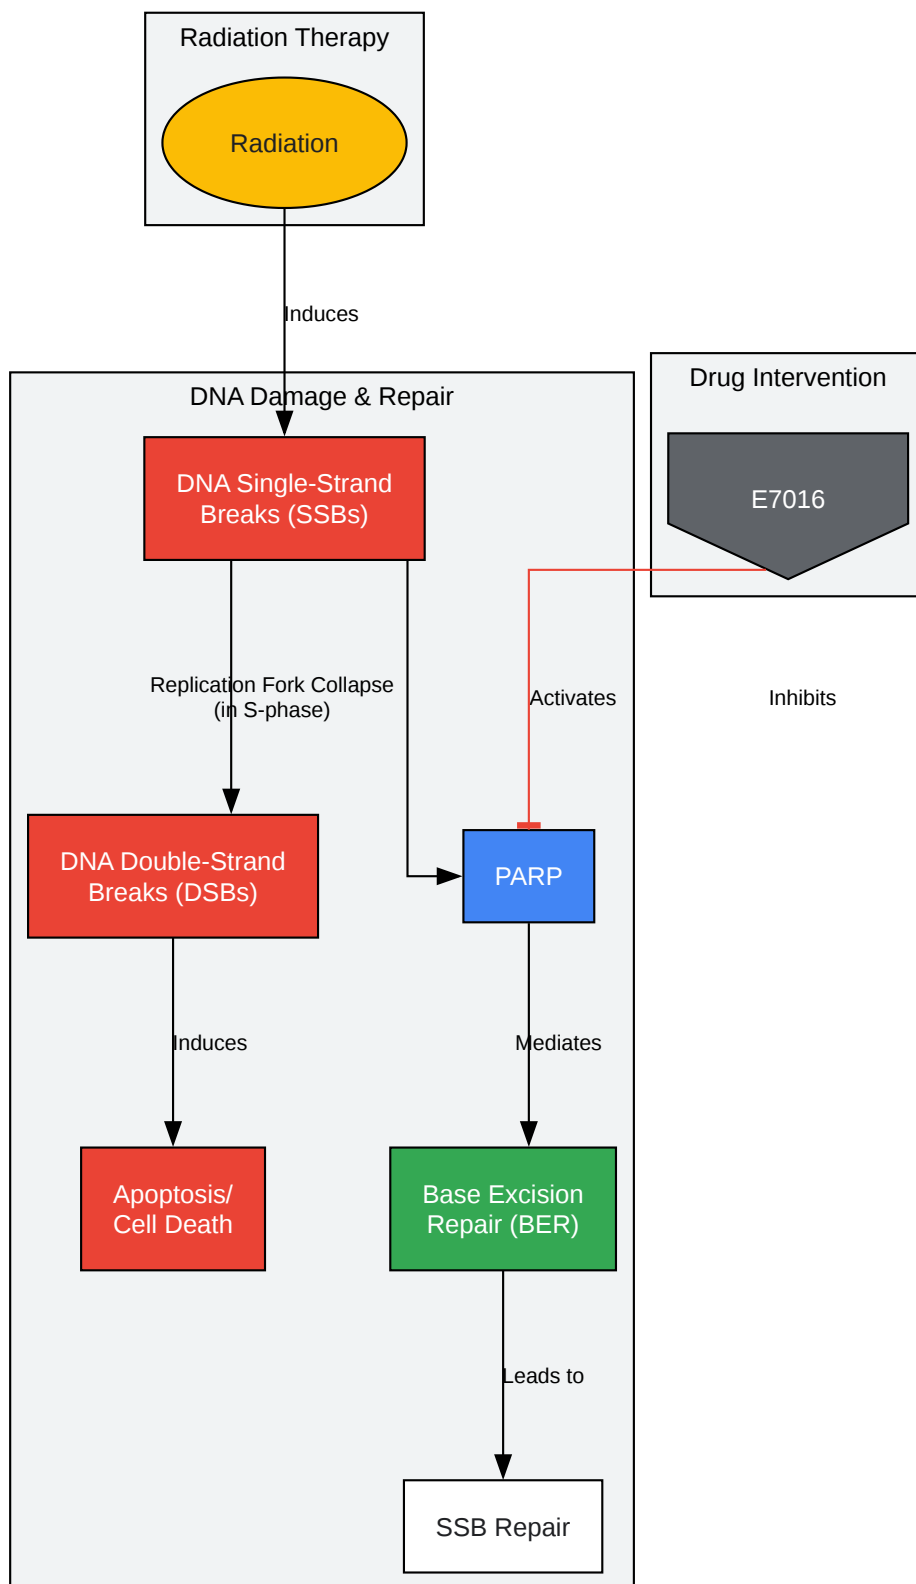 Radiation Therapy
Radiation
Induces
Drug Intervention
E7016
DNA Damage & Repair
DNA Single-Strand
Breaks (SSBs)
Replication Fork Collapse
(in S-phase)
Activates
Inhibits
DNA Double-Strand
Breaks (DSBs)
PARP
Induces
Mediates
Apoptosis/
Cell Death
Base Excision
Repair (BER)
Leads to
SSB Repair